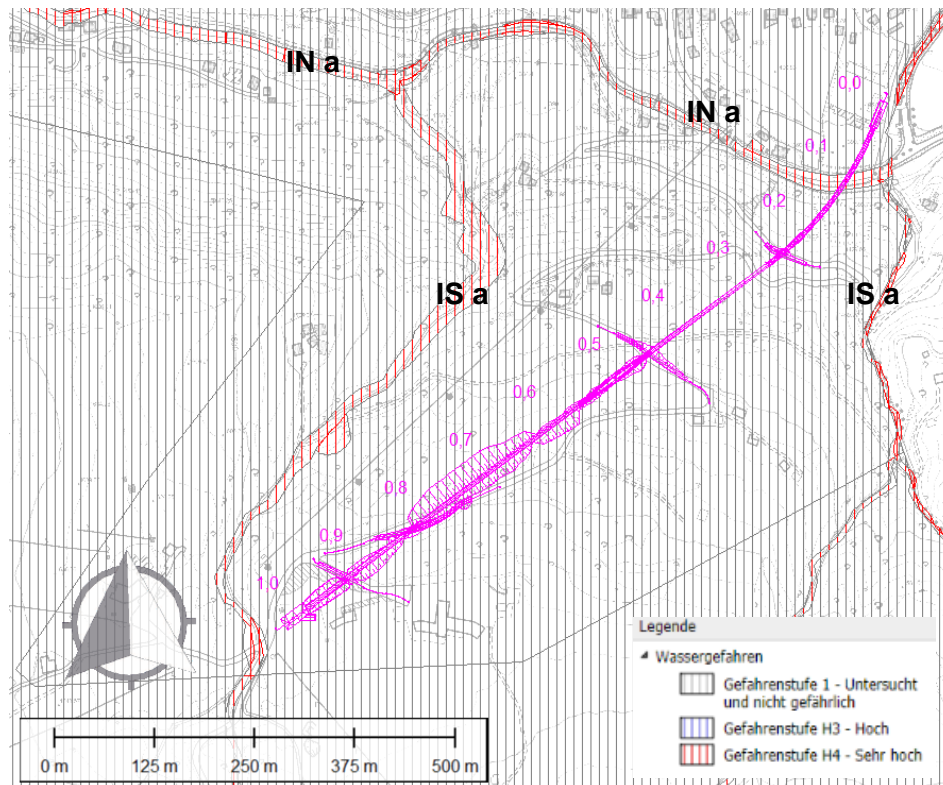 IN a
IN a
0,0
0,1
0,2
0,3
IS a
IS a
0,4
0,5
0,6
0,7
0,8
0,9
1,0
Legende
Wassergefahren
Gefahrenstufe 1 - Untersucht
und nicht gefährlich
Gefahrenstufe H3 - Hoch
Gefahrenstufe H4 - Sehr hoch
0 m
125 m
250 m
375 m
500 m